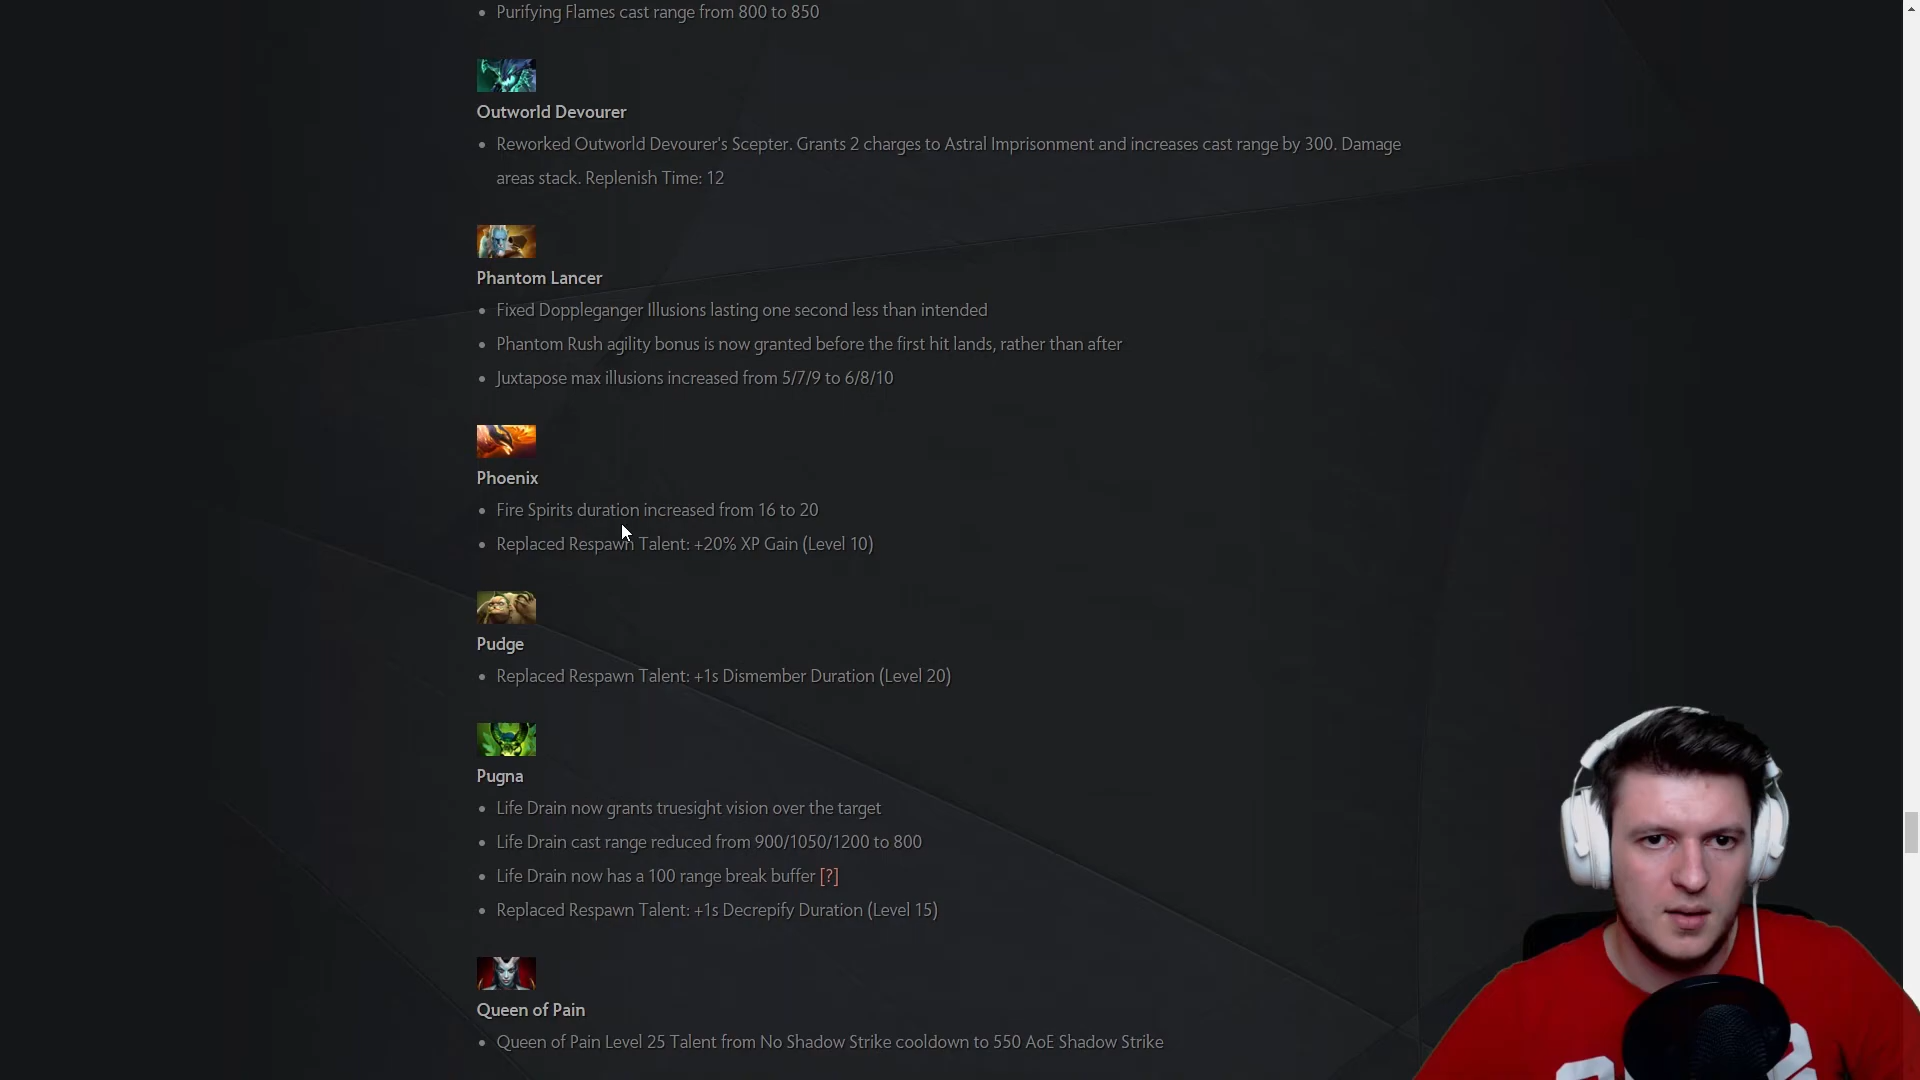 Purifying Flames cast range from 800 to 850
Outworld Devourer
Reworked Outworld Devourer's Scepter. Grants 2 charges to Astral Imprisonment and increases cast range by 300. Damage
areas stack. Replenish Time: 12
Phantom Lancer
Fixed Doppleganger Illusions lasting one second less than intended
Phantom Rush agility bonus is now granted before the first hit lands, rather than after
Juxtapose max illusions increased from 5/7/9 to 6/8/10
Phoenix
Fire Spirits duration increased from 16 to 20
Replaced Respawn Talent: +20% XP Gain (Level 10)
Pudge
Replaced Respawn Talent: +1s Dismember Duration (Level 20)
Pugna
Life Drain now grants truesight vision over the target
Life Drain cast range reduced from 900/1050/1200 to 800
Life Drain now has a 100 range break buffer [?]
Replaced Respawn Talent: +1s Decrepify Duration (Level 15)
Queen of Pain
Queen of Pain Level 25 Talent from No Shadow Strike cooldown to 550 AoE Shadow Strike